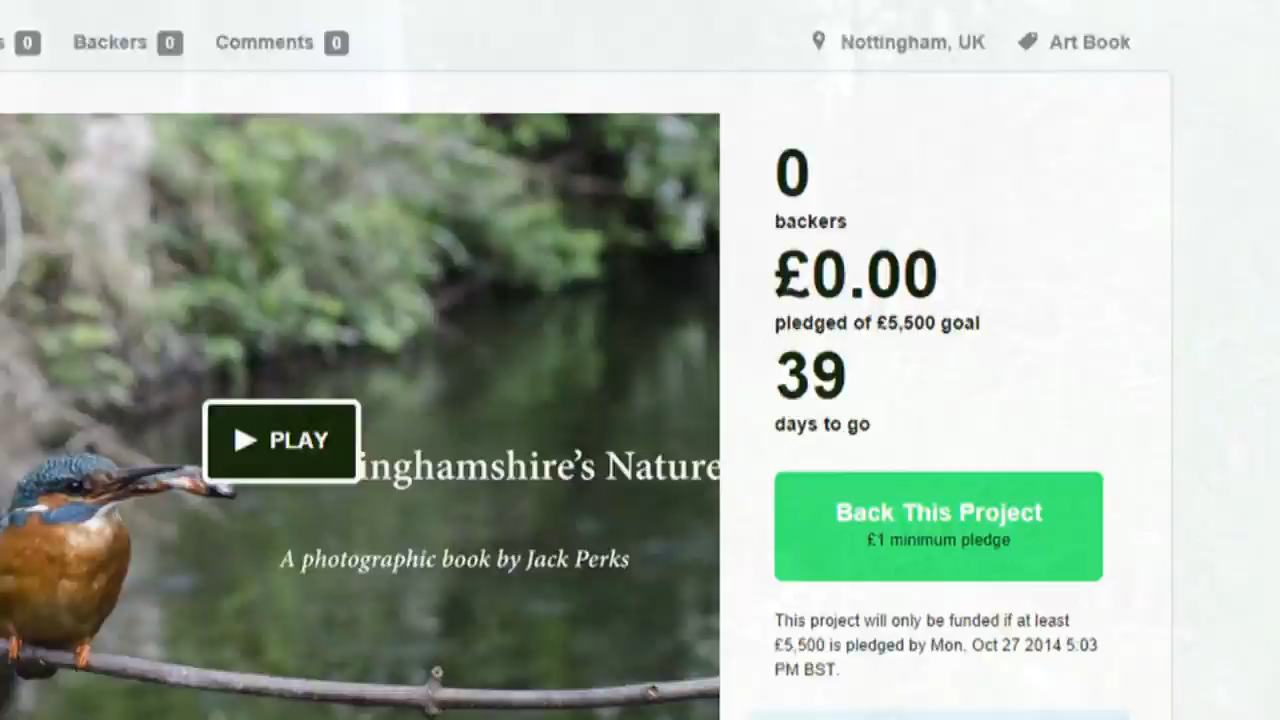 s 0 Backers 0 Comments 0 Nottingham, UK Art Book
0
backers
£0.00
pledged of £5,500 goal
39
days to go
PLAY
inghamshire’s Nature
A photographic book by Jack Perks
Back This Project
£1 minimum pledge
This project will only be funded if at least
£5,500 is pledged by Mon, Oct 27 2014 5:03
PM BST.